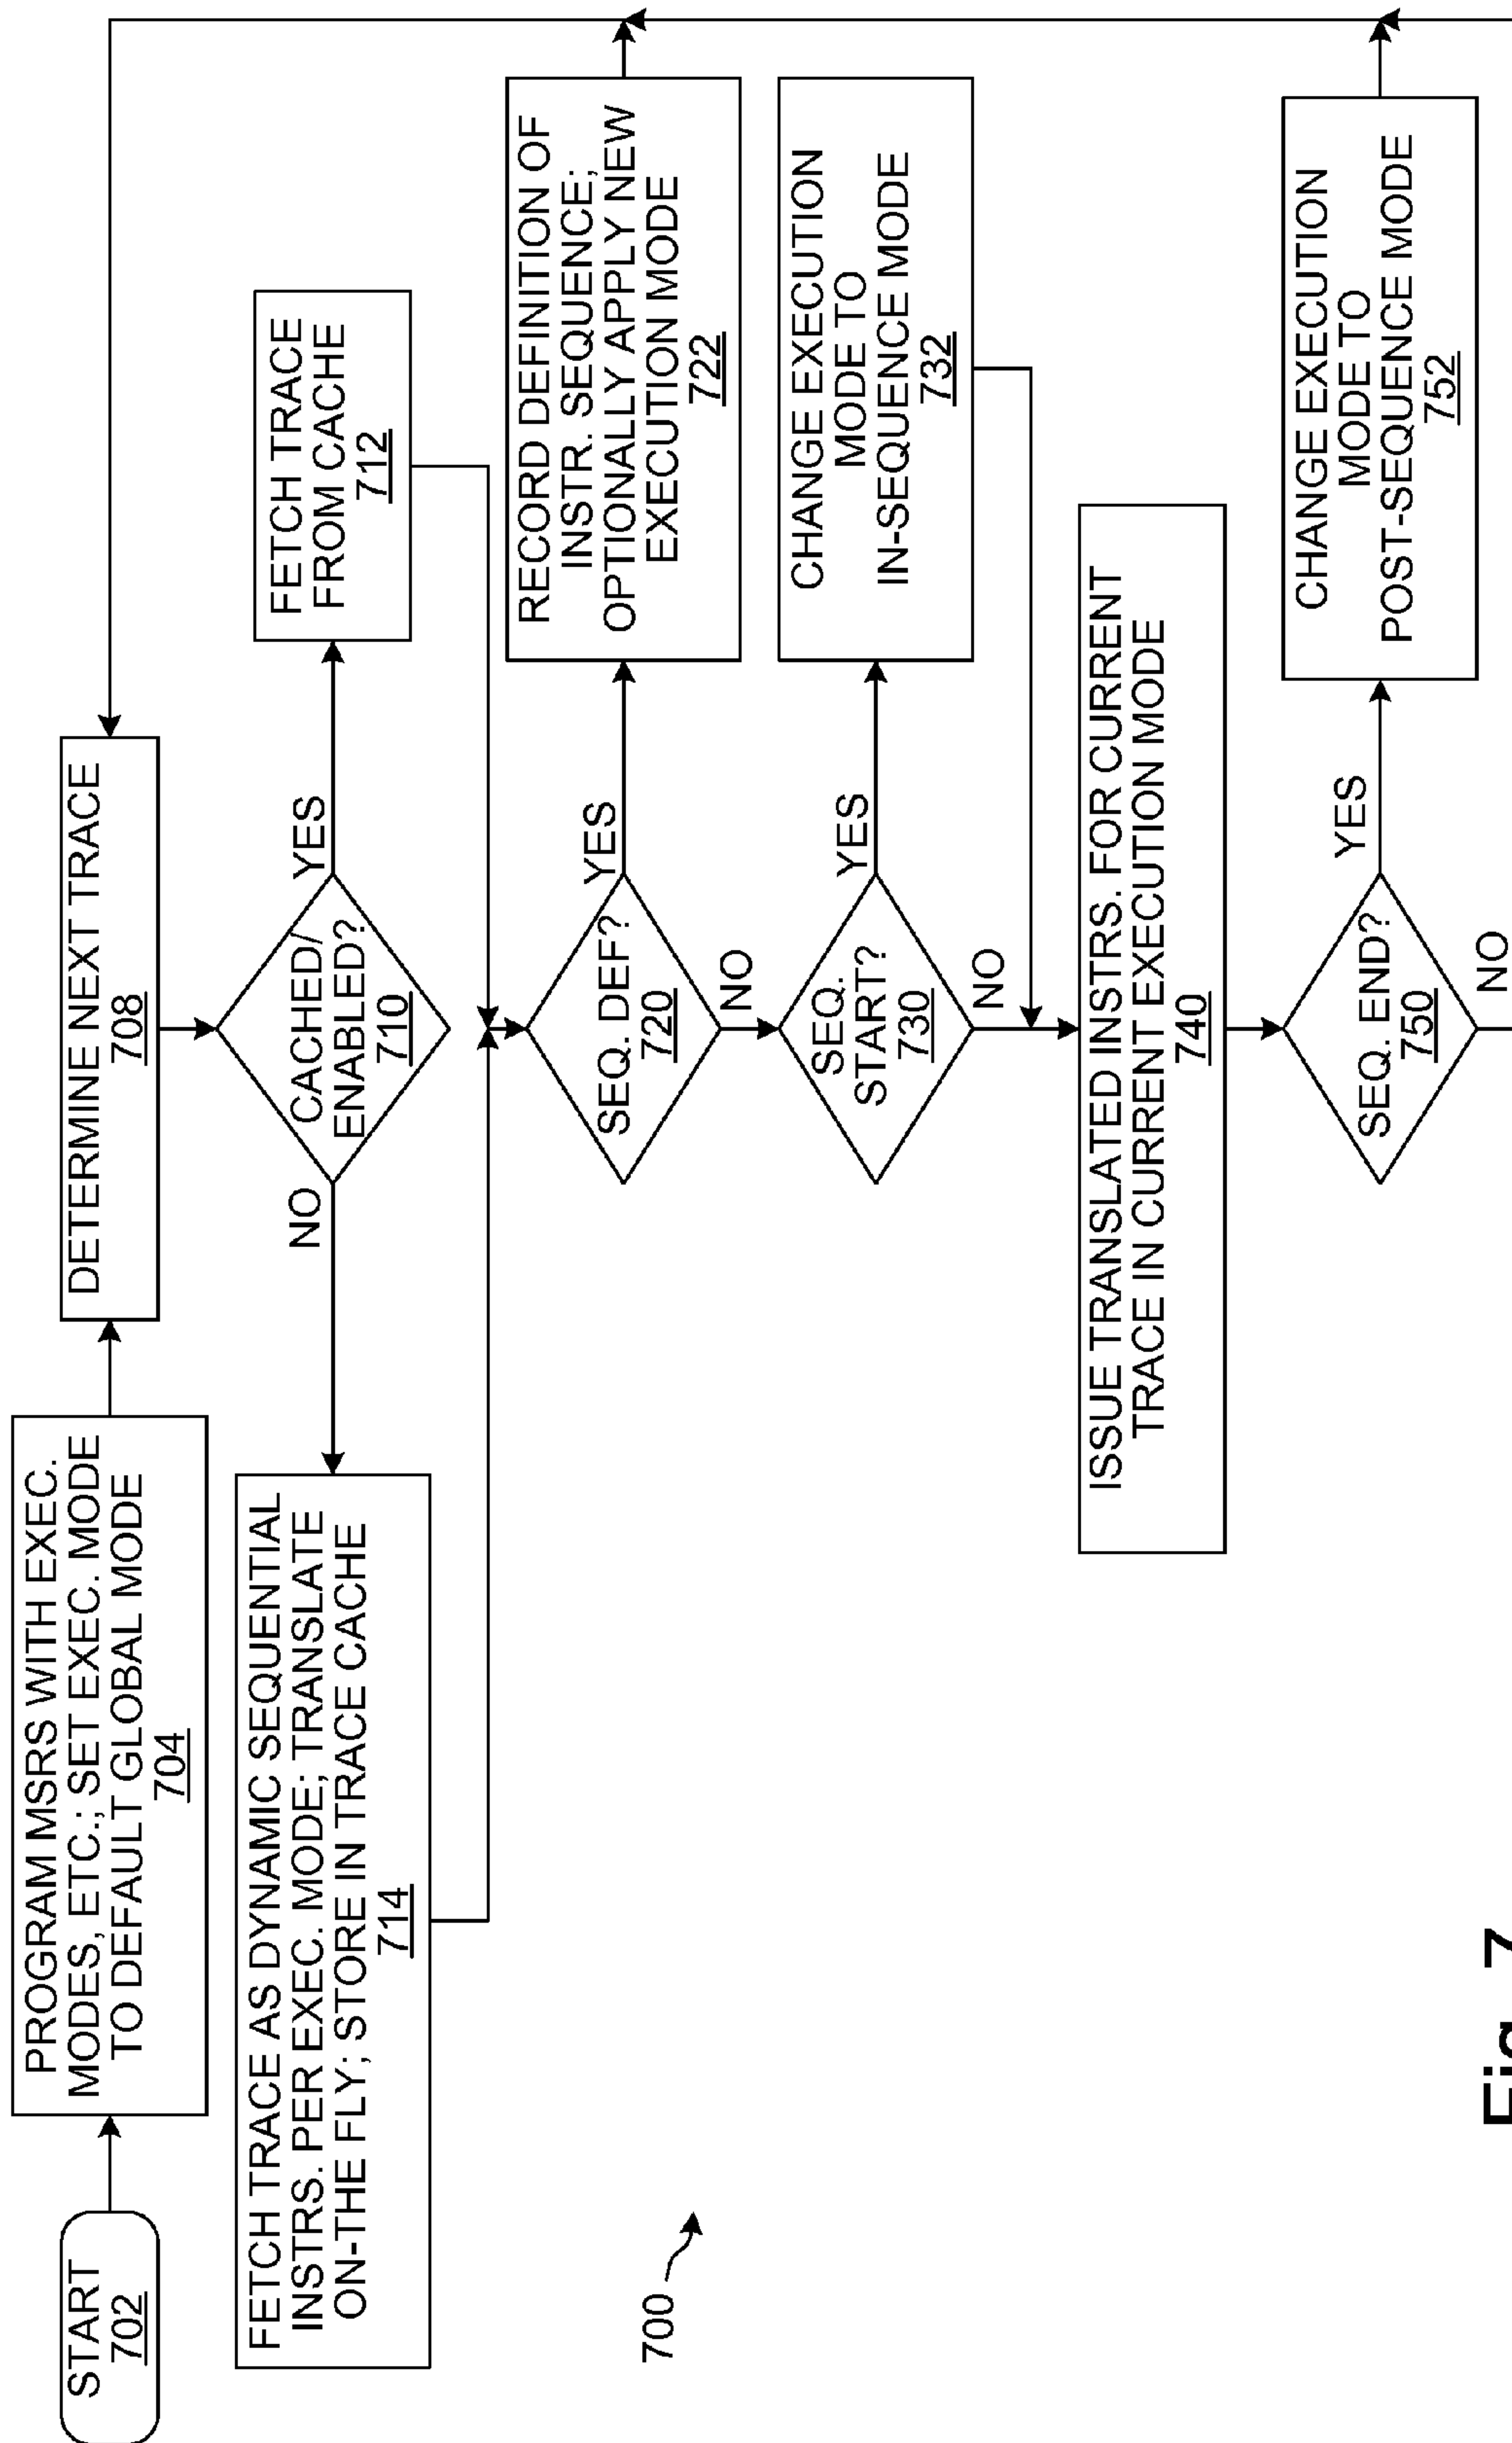 START
702
PROGRAM MSRS WITH EXEC.
MODES, ETC.; SET EXEC. MODE
TO DEFAULT GLOBAL MODE
704
DETERMINE NEXT TRACE
708
CACHED/
ENABLED?
710
YES
NO
FETCH TRACE
FROM CACHE
712
FETCH TRACE AS DYNAMIC SEQUENTIAL
INSTRS. PER EXEC. MODE; TRANSLATE
ON-THE FLY; STORE IN TRACE CACHE
714
SEQ. DEF?
720
YES
NO
RECORD DEFINITION OF
INSTR. SEQUENCE;
OPTIONALLY APPLY NEW
EXECUTION MODE
722
SEQ.
START?
730
YES
NO
CHANGE EXECUTION
MODE TO
IN-SEQUENCE MODE
732
ISSUE TRANSLATED INSTRS. FOR CURRENT
TRACE IN CURRENT EXECUTION MODE
740
SEQ. END?
750
YES
NO
CHANGE EXECUTION
MODE TO
POST-SEQUENCE MODE
752
700
Fig. 7